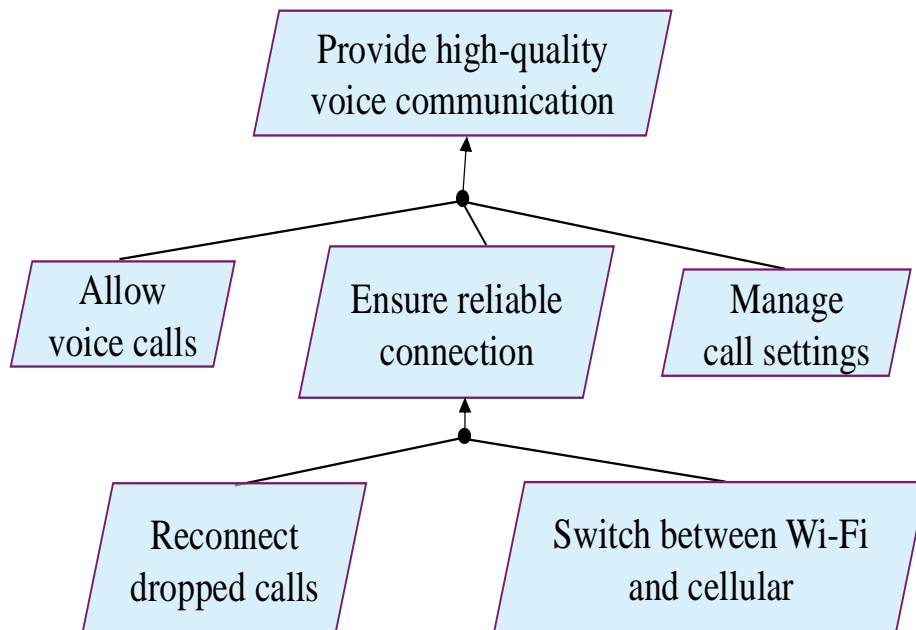 Provide high-quality
voice communication
Allow
voice calls
Ensure reliable
connection
Manage
call settings
Reconnect
dropped calls
Switch between Wi-Fi
and cellular